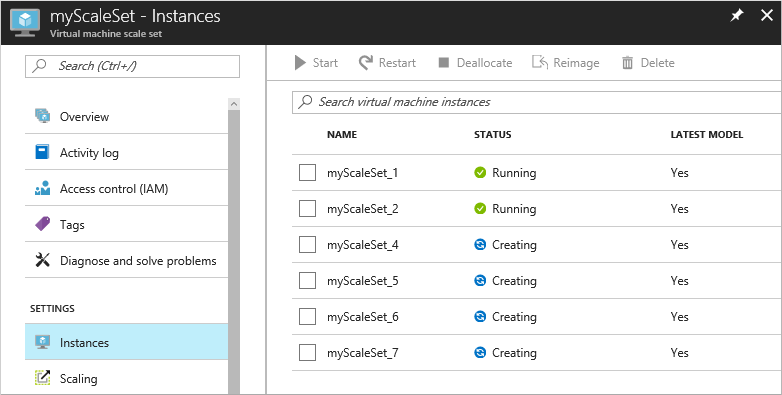 myScaleSet - Instances
Virtual machine scale set
Search (Ctrl+/)
Overview
Activity log
Access control (IAM)
Tags
Diagnose and solve problems
SETTINGS
Instances
Scaling
Start Restart Deallocate Reimage Delete
Search virtual machine instances
NAME STATUS LATEST MODEL
myScaleSet_1 Running Yes
myScaleSet_2 Running Yes
myScaleSet_4 Creating Yes
myScaleSet_5 Creating Yes
myScaleSet_6 Creating Yes
myScaleSet_7 Creating Yes